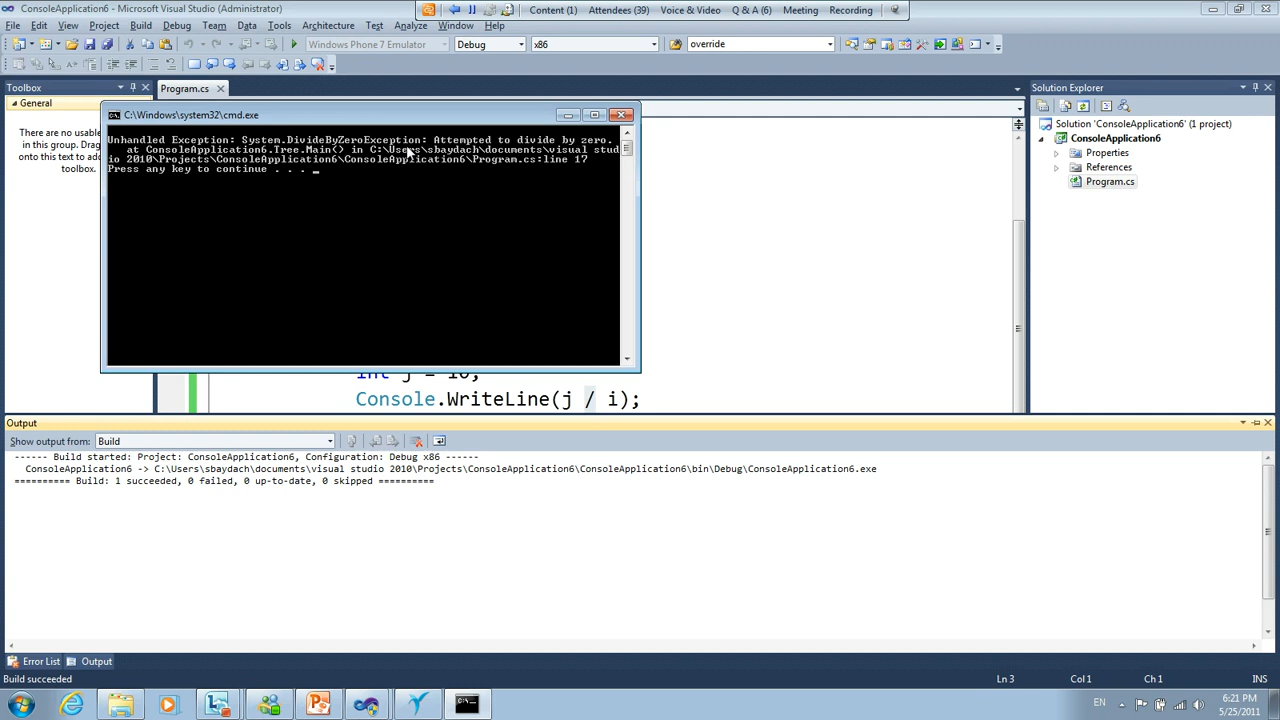 ConsoleApplication6 - Microsoft Visual Studio (Administrator)
Content (1) Attendees (39) Voice & Video Q & A (6) Meeting Recording
File Edit View Project Build Debug Team Data Tools Architecture Test Analyze Window Help
Windows Phone 7 Emulator Debug x86 override
Toolbox
General
There are no usable
in this group. Drag
onto this text to add
toolbox.
Program.cs
C:\Windows\system32\cmd.exe
Unhandled Exception: System.DivideByZeroException: Attempted to divide by zero.
at ConsoleApplication6.Tree.Main() in C:\Users\sbaydach\documents\visual stud
io 2010\Projects\ConsoleApplication6\ConsoleApplication6\Program.cs:line 17
Press any key to continue . . . _
int j = 10;
Console.WriteLine(j / i);
Solution Explorer
Solution 'ConsoleApplication6' (1 project)
ConsoleApplication6
Properties
References
Program.cs
Output
Show output from: Build
------ Build started: Project: ConsoleApplication6, Configuration: Debug x86 ------
ConsoleApplication6 -> C:\Users\sbaydach\documents\visual studio 2010\Projects\ConsoleApplication6\ConsoleApplication6\bin\Debug\ConsoleApplication6.exe
========== Build: 1 succeeded, 0 failed, 0 up-to-date, 0 skipped ==========
Error List Output
Build succeeded Ln 3 Col 1 Ch 1 INS
EN 6:21 PM
5/25/2011